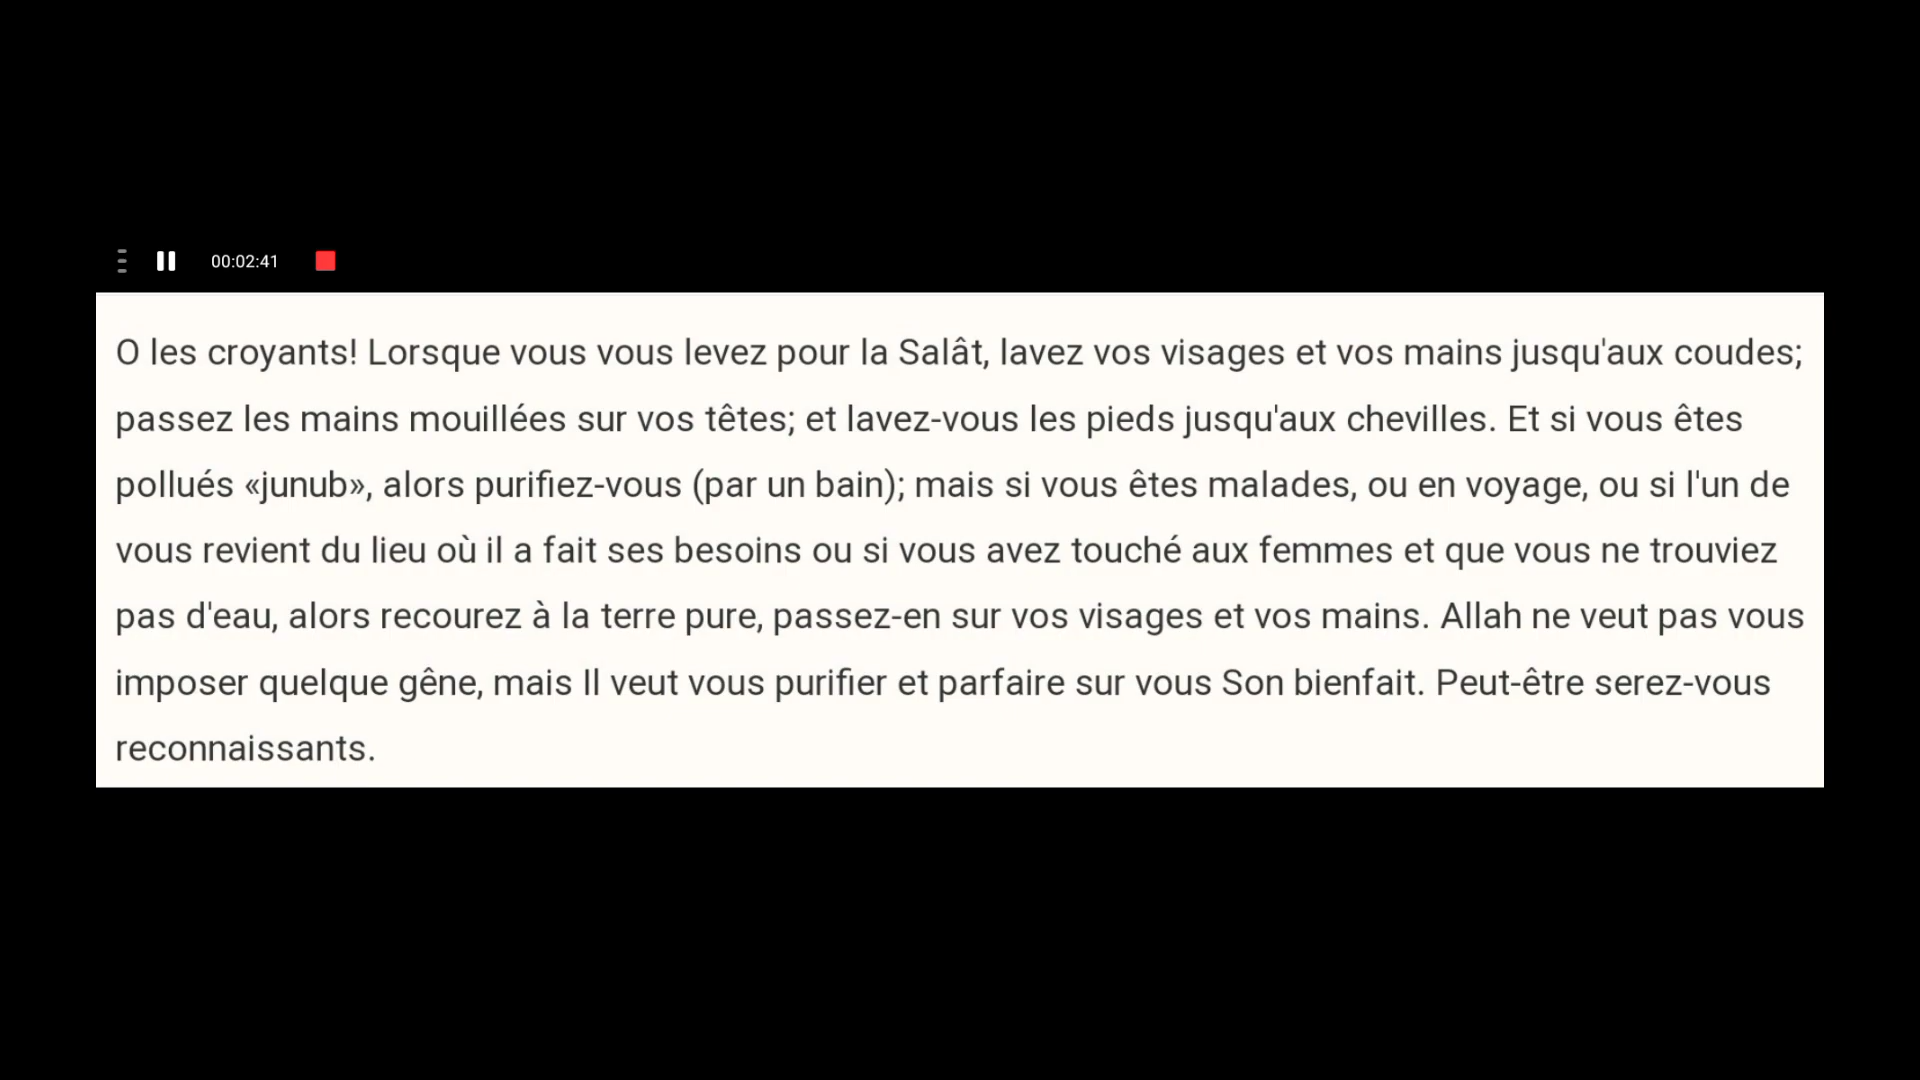 00:02:41
O les croyants! Lorsque vous vous levez pour la Salât, lavez vos visages et vos mains jusqu'aux coudes;
passez les mains mouillées sur vos têtes; et lavez-vous les pieds jusqu'aux chevilles. Et si vous êtes
pollués «junub», alors purifiez-vous (par un bain); mais si vous êtes malades, ou en voyage, ou si l'un de
vous revient du lieu où il a fait ses besoins ou si vous avez touché aux femmes et que vous ne trouviez
pas d'eau, alors recourez à la terre pure, passez-en sur vos visages et vos mains. Allah ne veut pas vous
imposer quelque gêne, mais Il veut vous purifier et parfaire sur vous Son bienfait. Peut-être serez-vous
reconnaissants.